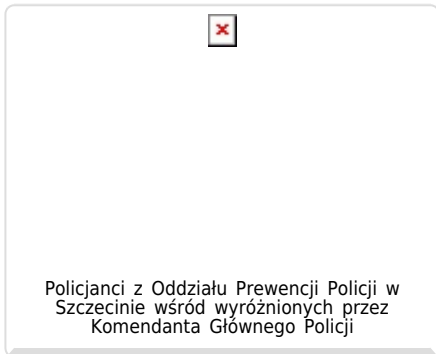 Policjanci z Oddziału Prewencji Policji w
Szczecinie wśród wyróżnionych przez
Komendanta Głównego Policji